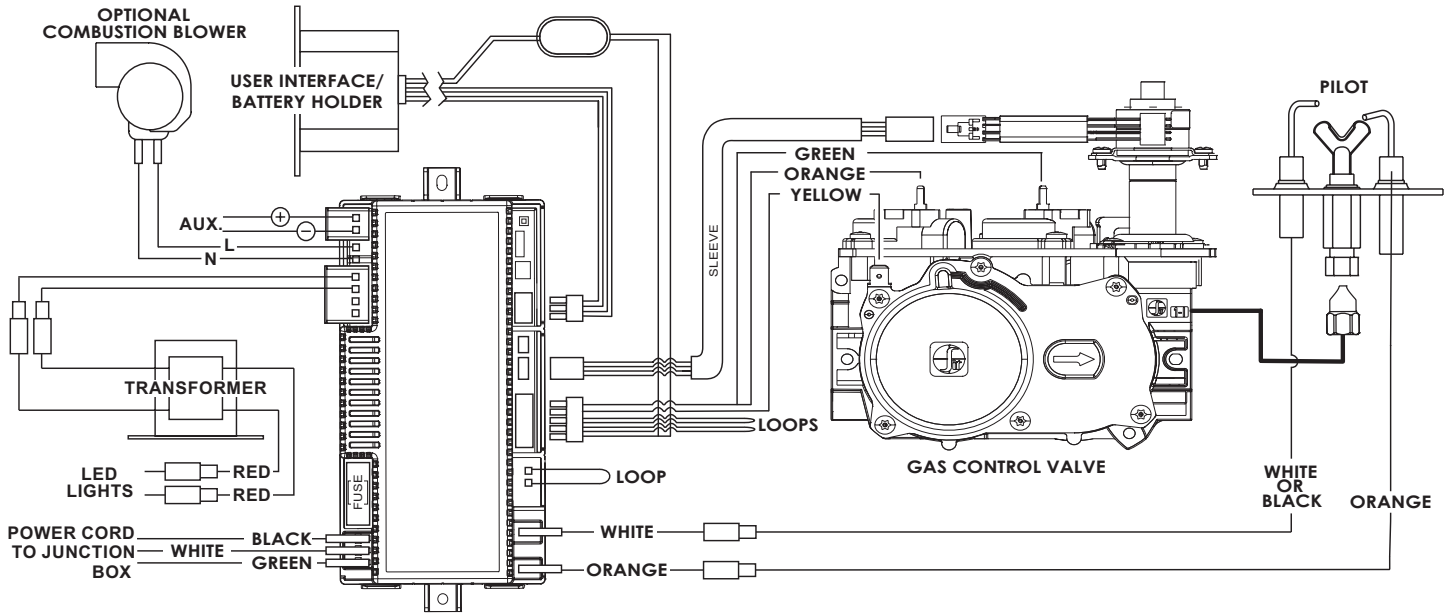 OPTIONAL
COMBUSTION BLOWER
USER INTERFACE/
BATTERY HOLDER
PILOT
GREEN
ORANGE
YELLOW
AUX.
+
−
L
N
SLEEVE
TRANSFORMER
LOOPS
GAS CONTROL VALVE
LED
LIGHTS
RED
RED
FUSE
LOOP
WHITE
OR
BLACK
ORANGE
POWER CORD
TO JUNCTION
BOX
BLACK
WHITE
GREEN
WHITE
ORANGE